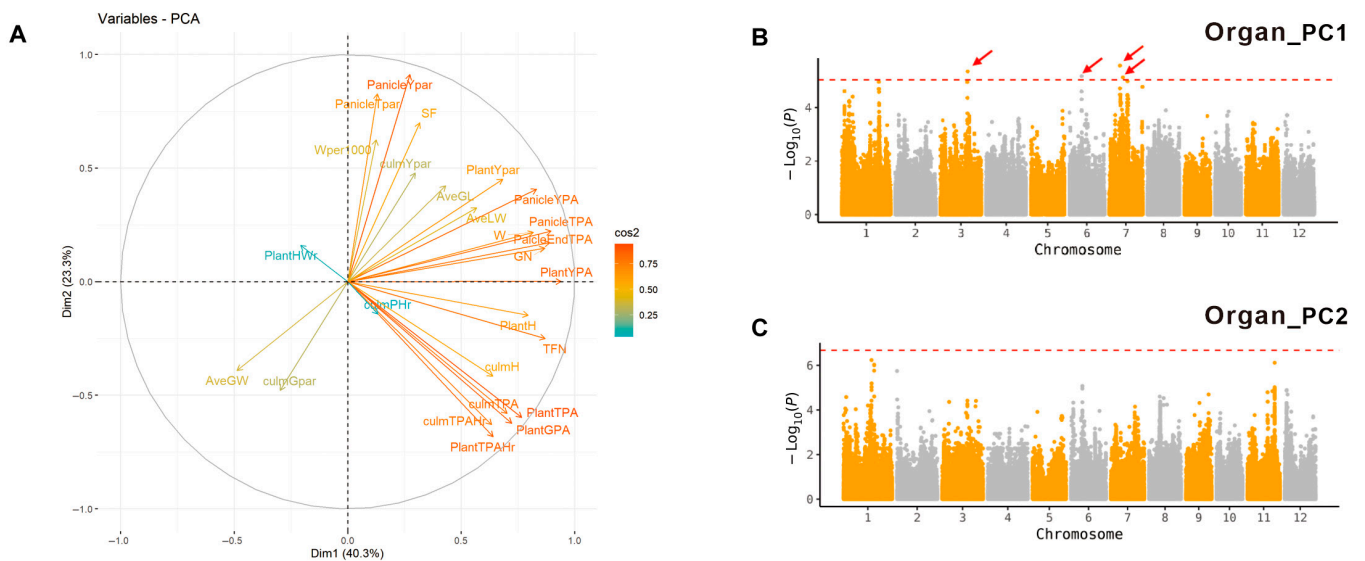 A
Variables - PCA
1.0
0.5
0.0
−0.5
−1.0
Dim2 (23.3%)
−1.0
−0.5
0.0
0.5
1.0
Dim1 (40.3%)
PanicleYpar
PanicleTpar
SF
Wper1000
culmYpar
PlantYpar
AveGL
PanicleYPA
AveLW
PanicleTPA
W
PalcleEndTPA
GN
PlantHWr
PlantYPA
culmPHr
PlantH
TFN
culmH
AveGW
culmGpar
culmTPA
PlantTPA
culmTPAHr
PlantGPA
PlantTPAHr
cos2
0.75
0.50
0.25
B
Organ_PC1
4
2
0
− Log10(P)
1 2 3 4 5 6 7 8 9 10 11 12
Chromosome
C
Organ_PC2
6
4
2
0
− Log10(P)
1 2 3 4 5 6 7 8 9 10 11 12
Chromosome